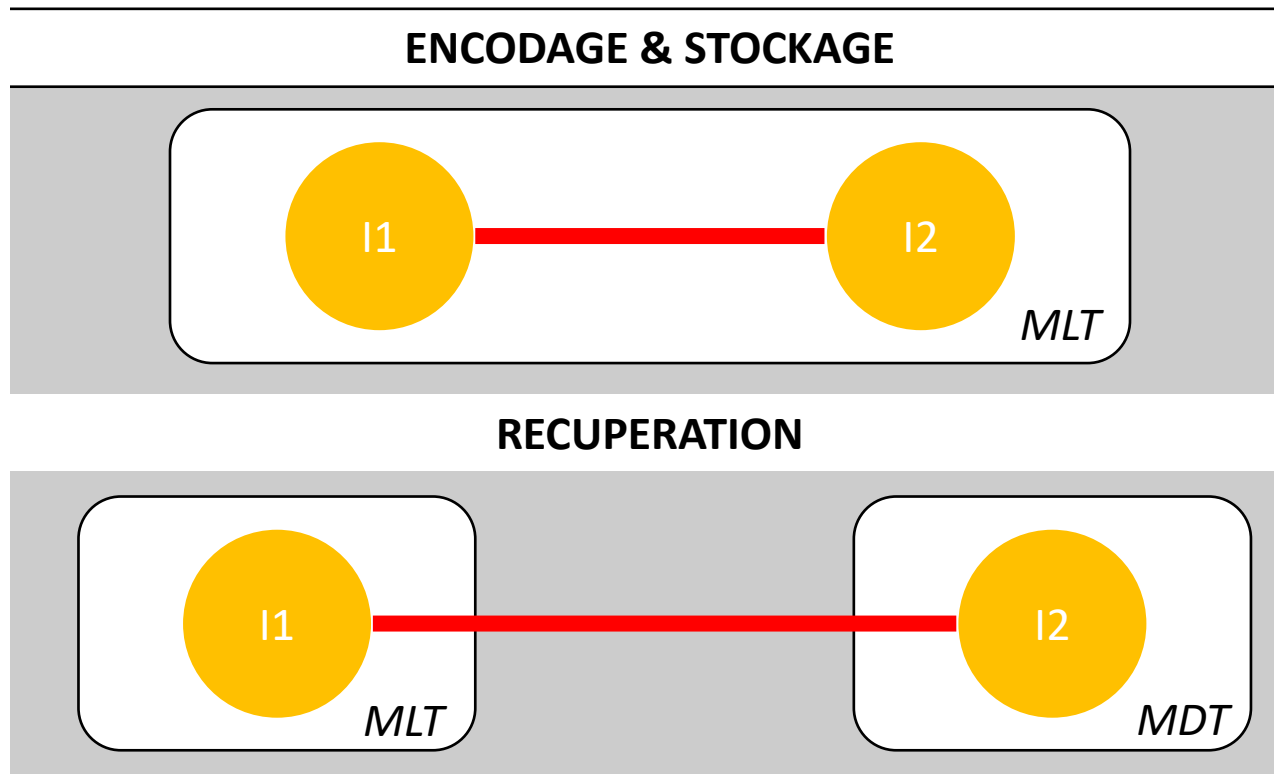 ENCODAGE & STOCKAGE
I1
I2
MLT
RECUPERATION
I1
I2
MLT
MDT